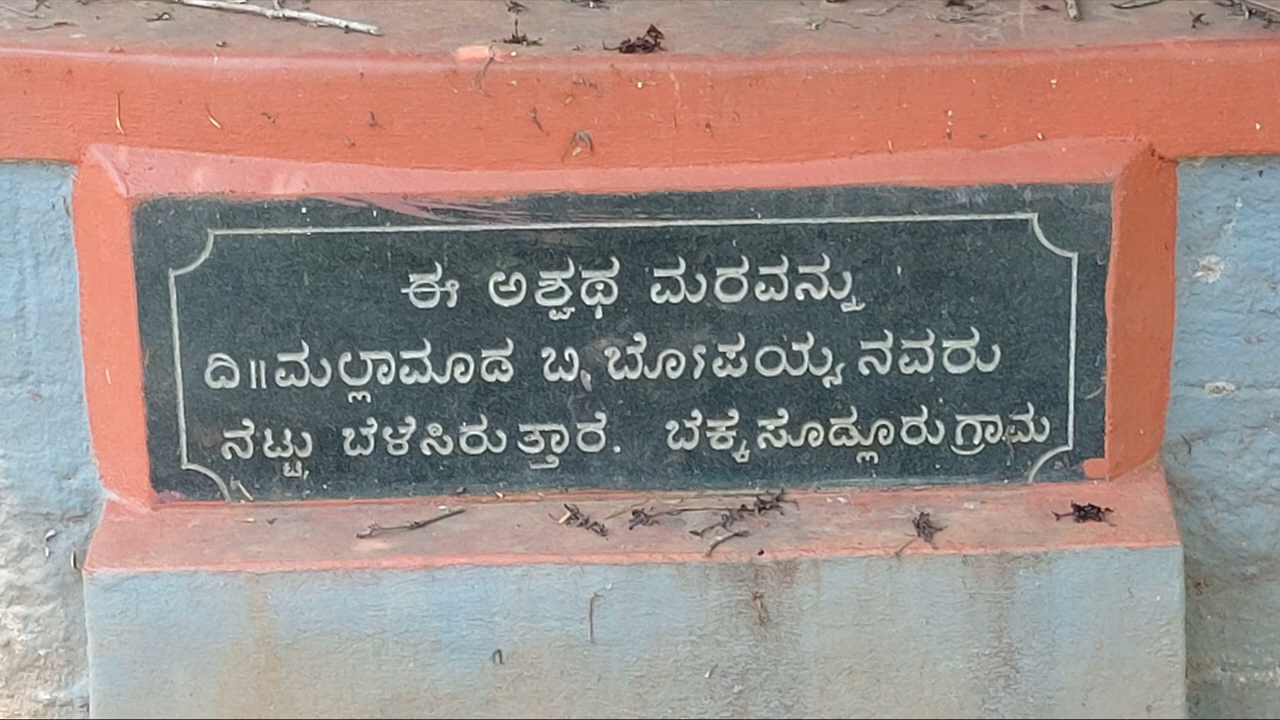 ಈ ಅಶ್ವಥ ಮರವನ್ನು
ದಿ॥ಮಲ್ಲಾಮೂಡ ಬಿ, ಬೋಪಯ್ಯನವರು
ನೆಟ್ಟು ಬೆಳೆಸಿರುತ್ತಾರೆ. ಬೆಕ್ಕೆಸೊಡ್ಲೂರು ಗ್ರಾಮ